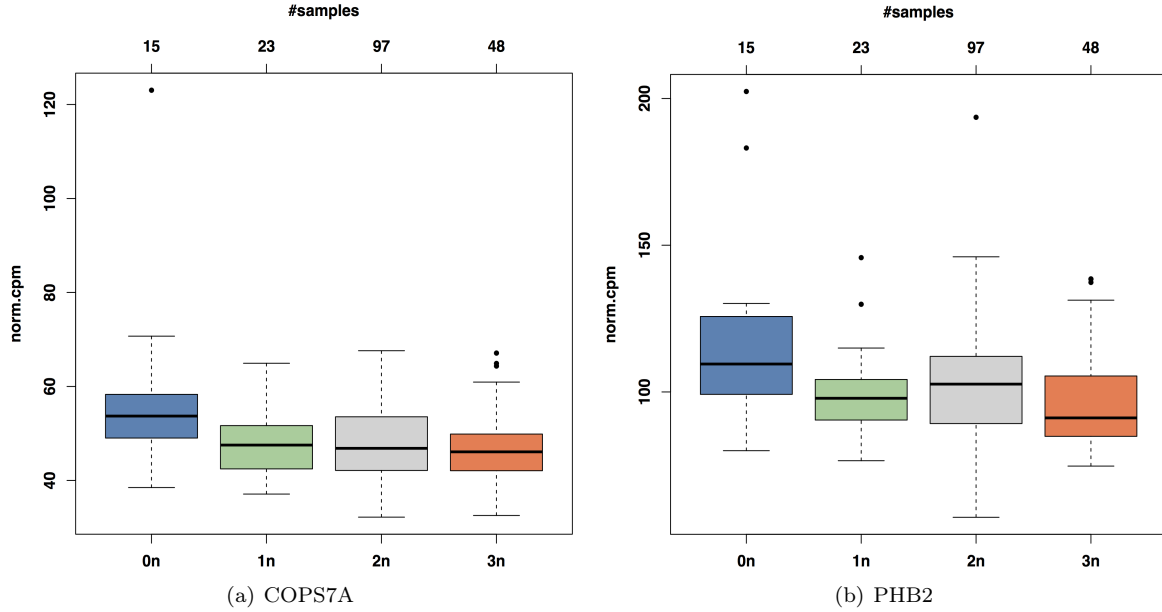 #samples
15 23 97 48
norm.cpm
120
100
80
60
40
0n 1n 2n 3n
(a) COPS7A
#samples
15 23 97 48
norm.cpm
200
150
100
0n 1n 2n 3n
(b) PHB2